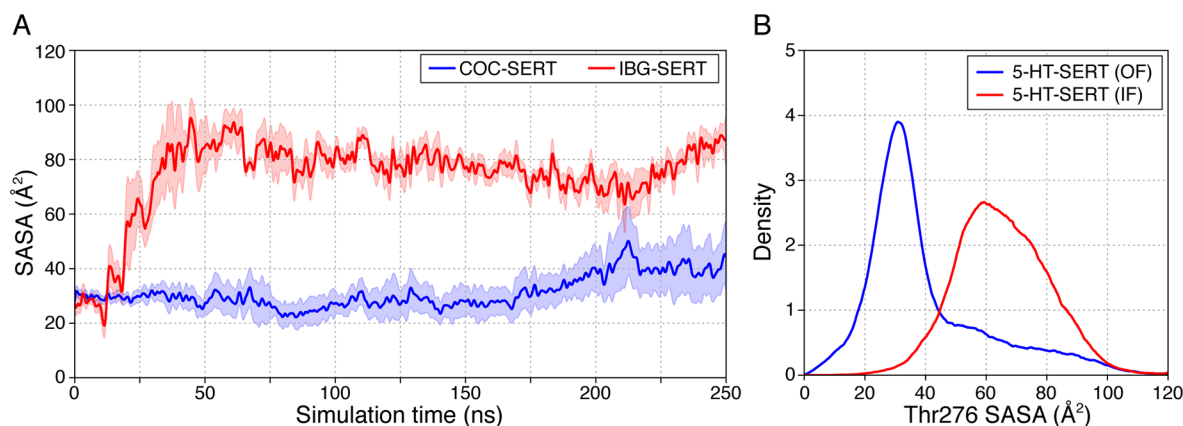 A
COC-SERT
IBG-SERT
SASA (Å²)
120
100
80
60
40
20
0
0
50
100
150
200
250
Simulation time (ns)
B
5-HT-SERT (OF)
5-HT-SERT (IF)
Density
5
4
3
2
1
0
0
20
40
60
80
100
120
Thr276 SASA (Å²)